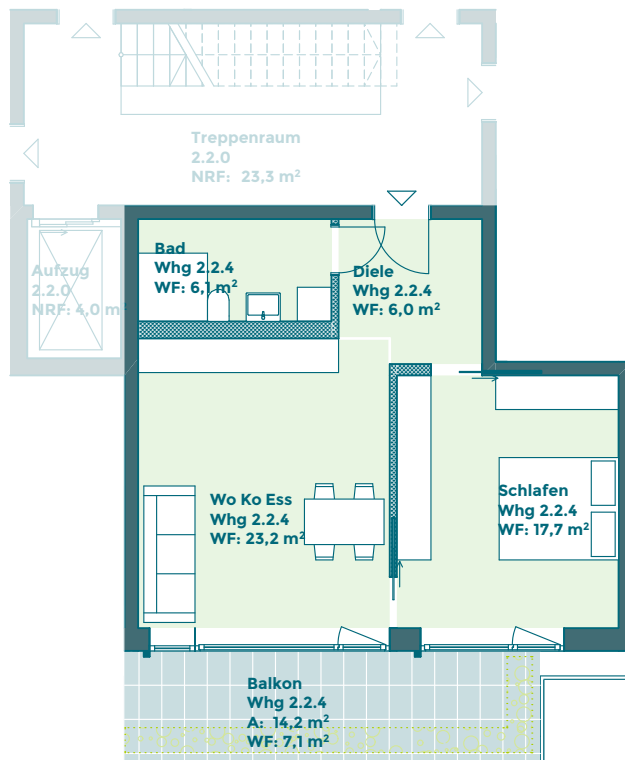 Treppenraum
2.2.0
NRF: 23,3 m²
Bad
Whg 2.2.4
WF: 6,1 m²
Diele
Whg 2.2.4
WF: 6,0 m²
Aufzug
2.2.0
NRF: 4,0 m²
Wo Ko Ess
Whg 2.2.4
WF: 23,2 m²
Schlafen
Whg 2.2.4
WF: 17,7 m²
Balkon
Whg 2.2.4
A: 14,2 m²
WF: 7,1 m²